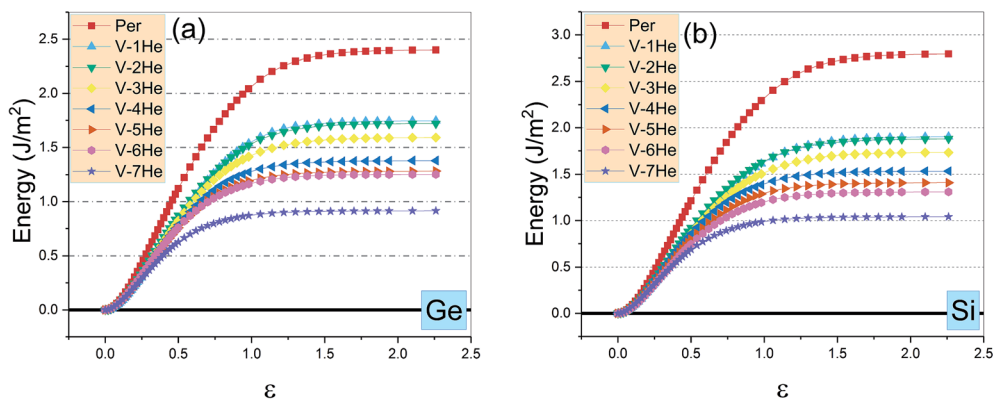 (a)
Per
V-1He
V-2He
V-3He
V-4He
V-5He
V-6He
V-7He
Energy (J/m²)
2.5
2.0
1.5
1.0
0.5
0.0
Ge
0.0 0.5 1.0 1.5 2.0 2.5
ε
(b)
Per
V-1He
V-2He
V-3He
V-4He
V-5He
V-6He
V-7He
Energy (J/m²)
3.0
2.5
2.0
1.5
1.0
0.5
0.0
Si
0.0 0.5 1.0 1.5 2.0 2.5
ε